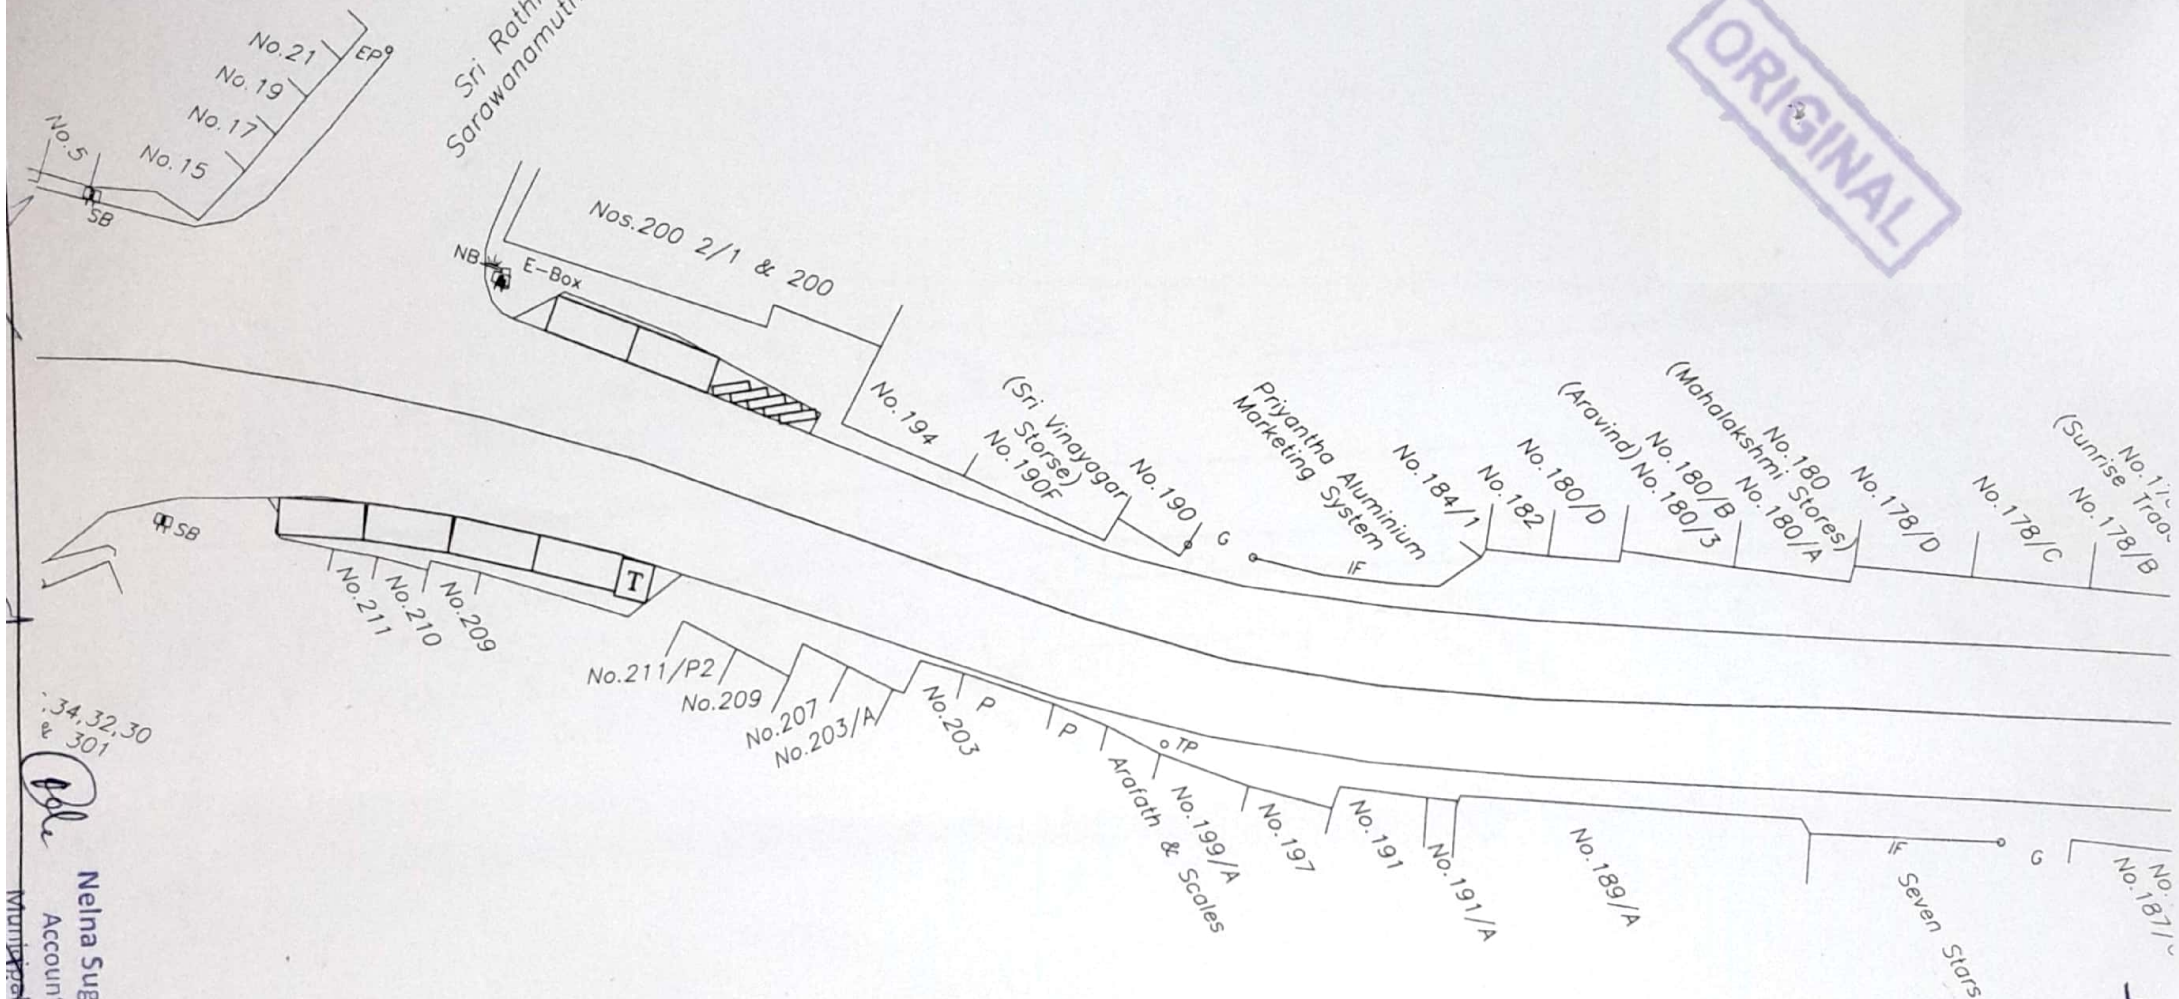 No.21
EP
No.19
No.17
No.15
No.5
SB
Sri
Sarawanamut
ORIGINAL
Nos.200 2/1 & 200
NB
E-Box
No.194
(Sri Vinayagar
Storse)
No.190F
No.190
G
Priyantha Aluminium
Marketing System
IF
No.184/1
No.182
No.180/D
(Aravind) No.180/3
No.180/B
(Mahalakshmi Stores)
No.180
No.180/A
No.178/D
No.178/C
(Sunrise
No.178/B
SB
T
No.211
No.210
No.209
No.211/P2
No.209
No.207
No.203/A
No.203
P
P
TP
Arafath & Scales
No.199/A
No.197
No.191
No.191/A
No.189/A
IF
Seven Stars
G
No.
No.187/
34,32,30
& 301
Nelna Sug
Accoun
Municipa